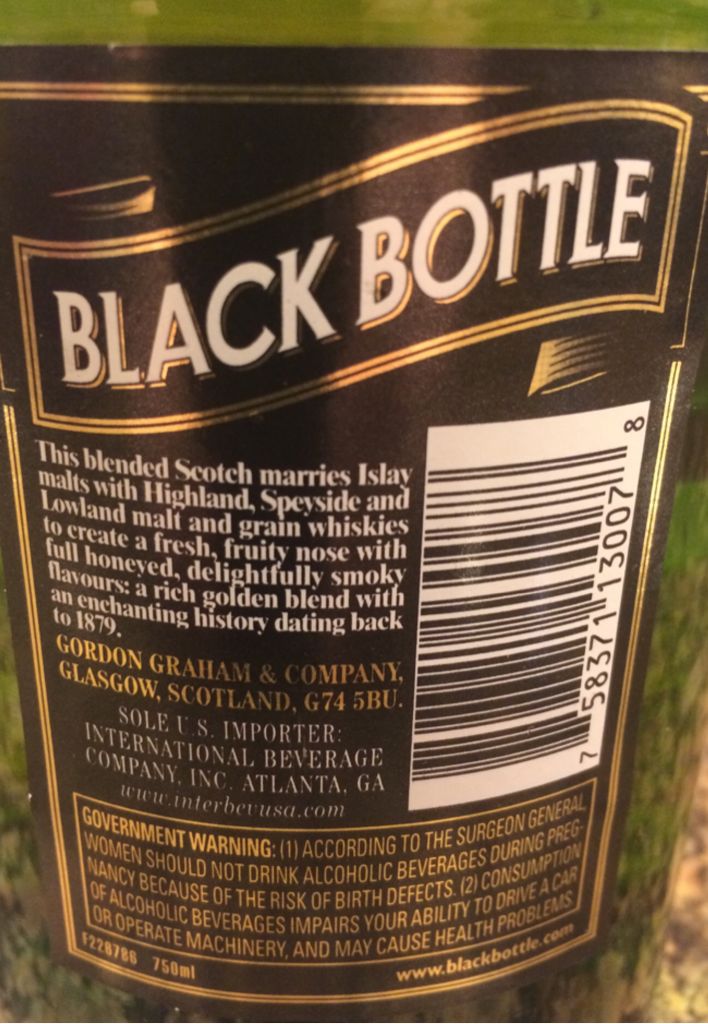 BLACK BOTTLE
This blended Scotch marries Islay
malts with Highland, Speyside and
Lowland malt and grain whiskies
to create a fresh, fruity nose with
full honeyed, delightfully smoky
flavours: a rich golden blend with
an enchanting history dating back
to 1879.
GORDON GRAHAM & COMPANY,
GLASGOW, SCOTLAND, G74 5BU.
SOLE U.S. IMPORTER:
INTERNATIONAL BEVERAGE
COMPANY, INC. ATLANTA, GA
www.interbevusa.com
7 58371 13007 8
GOVERNMENT WARNING: (1) ACCORDING TO THE SURGEON GENERAL,
WOMEN SHOULD NOT DRINK ALCOHOLIC BEVERAGES DURING PREG-
NANCY BECAUSE OF THE RISK OF BIRTH DEFECTS. (2) CONSUMPTION
OF ALCOHOLIC BEVERAGES IMPAIRS YOUR ABILITY TO DRIVE A CAR
OR OPERATE MACHINERY, AND MAY CAUSE HEALTH PROBLEMS.
F228786 750ml
www.blackbottle.com